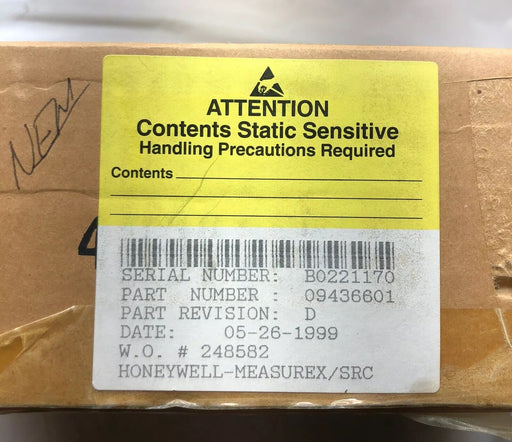 NEW
ATTENTION
Contents Static Sensitive
Handling Precautions Required
Contents
SERIAL NUMBER: B0221170
PART NUMBER : 09436601
PART REVISION: D
DATE: 05-26-1999
W.O. # 248582
HONEYWELL-MEASUREX/SRC